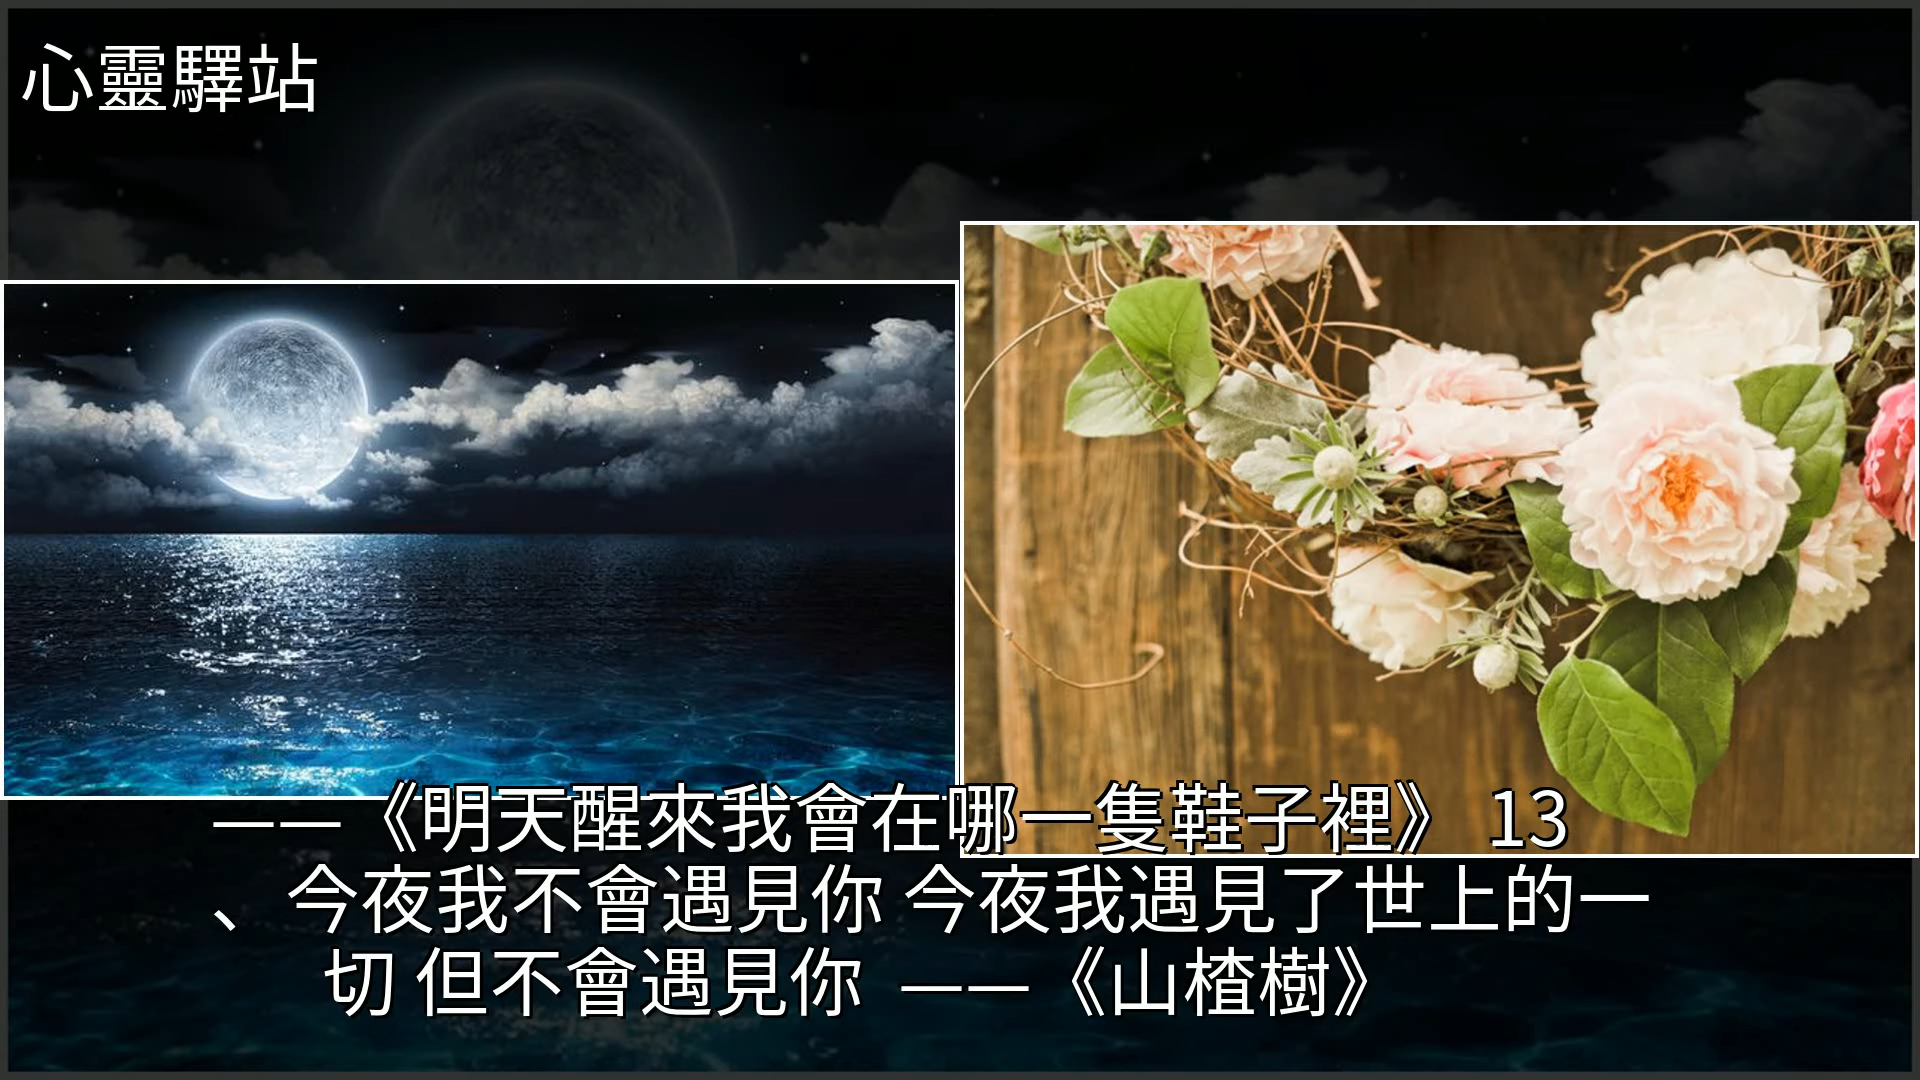 心靈驛站
——《明天醒來我會在哪一隻鞋子裡》 13
、今夜我不會遇見你 今夜我遇見了世上的一
切 但不會遇見你 ——《山楂樹》